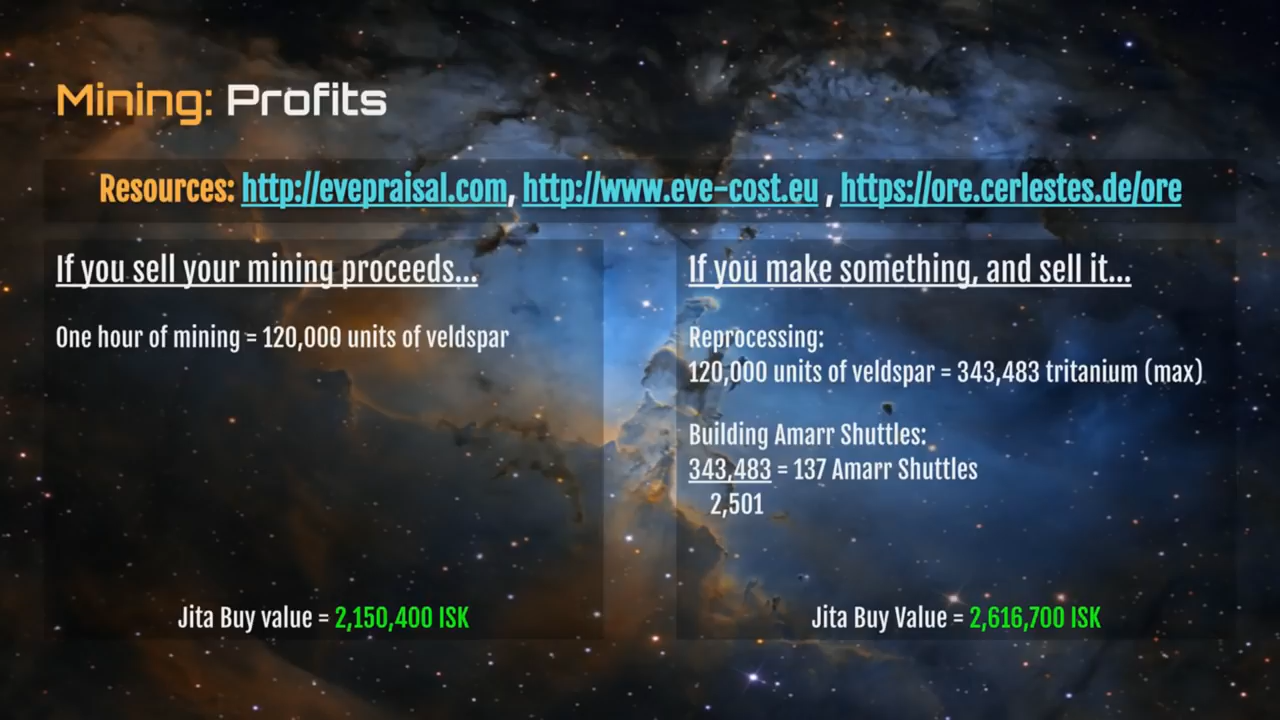 Mining: Profits
Resources: http://evepraisal.com, http://www.eve-cost.eu , https://ore.cerlestes.de/ore
If you sell your mining proceeds...
One hour of mining = 120,000 units of veldspar
Jita Buy value = 2,150,400 ISK
If you make something, and sell it...
Reprocessing:
120,000 units of veldspar = 343,483 tritanium (max)
Building Amarr Shuttles:
343,483 = 137 Amarr Shuttles
2,501
Jita Buy Value = 2,616,700 ISK